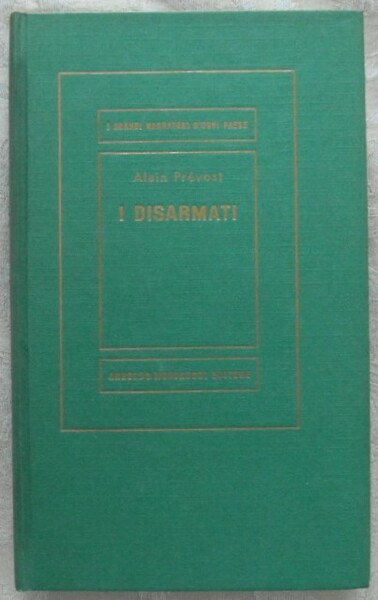 I GRANDI NARRATORI D'OGNI PAESE
Alain Prévost
I DISARMATI
ARNOLDO MONDADORI EDITORE